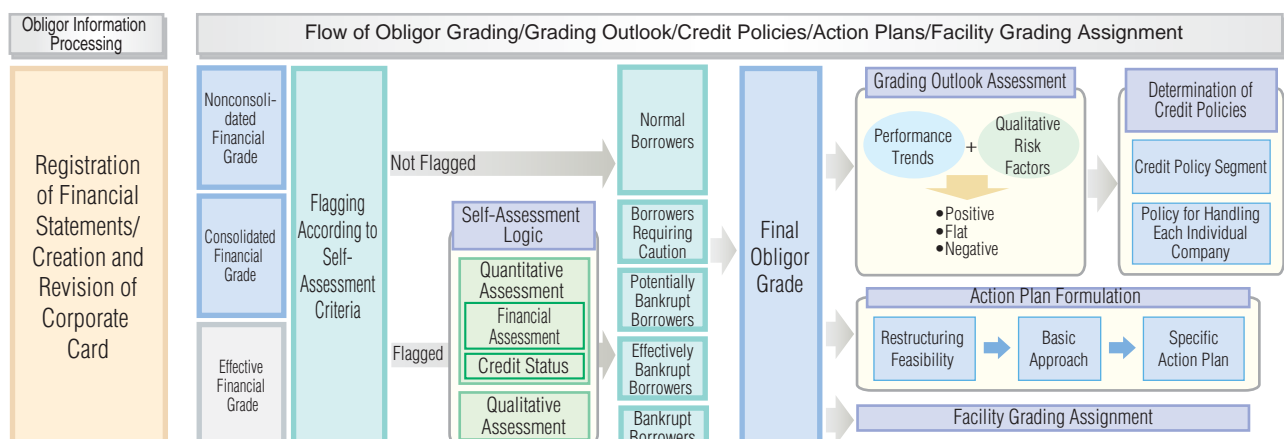 Obligor Information
Processing
Flow of Obligor Grading/Grading Outlook/Credit Policies/Action Plans/Facility Grading Assignment
Registration
of Financial
Statements/
Creation and
Revision of
Corporate
Card
Nonconsoli-
dated
Financial
Grade
Consolidated
Financial
Grade
Effective
Financial
Grade
Flagging
According to
Self-
Assessment
Criteria
Not Flagged
Flagged
Self-Assessment
Logic
Quantitative
Assessment
Financial
Assessment
Credit Status
Qualitative
Assessment
Normal
Borrowers
Borrowers
Requiring
Caution
Potentially
Bankrupt
Borrowers
Effectively
Bankrupt
Borrowers
Bankrupt
Borrowers
Final
Obligor
Grade
Grading Outlook Assessment
Performance
Trends
+
Qualitative
Risk
Factors
●Positive
●Flat
●Negative
Determination of
Credit Policies
Credit Policy Segment
Policy for Handling
Each Individual
Company
Action Plan Formulation
Restructuring
Feasibility
Basic
Approach
Specific
Action Plan
Facility Grading Assignment